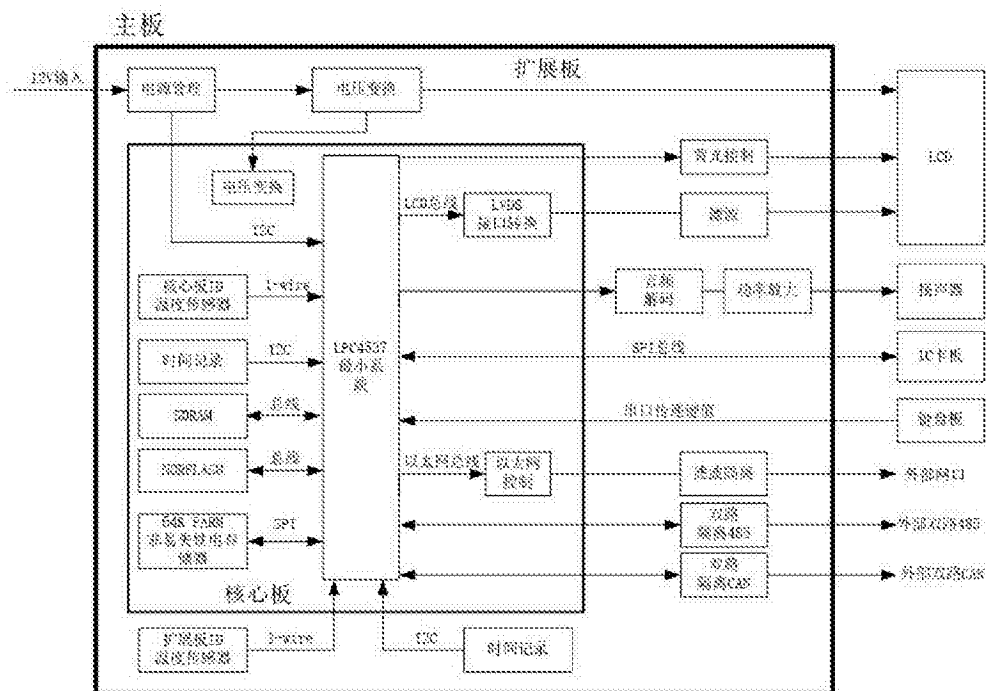 主板
扩展板
12V输入
电源管理
电压变换
LCD
电压变换
背光控制
LCD总线
LVDS
接口转换
滤波
I2C
核心板ID
温度传感器
1-wire
音频
解码
功率放大
扬声器
时间记录
I2C
LPC4337
最小系
统
SPI总线
IC卡板
SDRAM
总线
串口传递键值
键盘板
NORFLASH
总线
以太网总线
以太网
控制
滤波隔离
外部网口
64K FARM
非易失铁电存
储器
SPI
双路
隔离485
外部双路485
双路
隔离CAN
外部双路CAN
核心板
扩展板ID
温度传感器
1-wire
I2C
时间记录